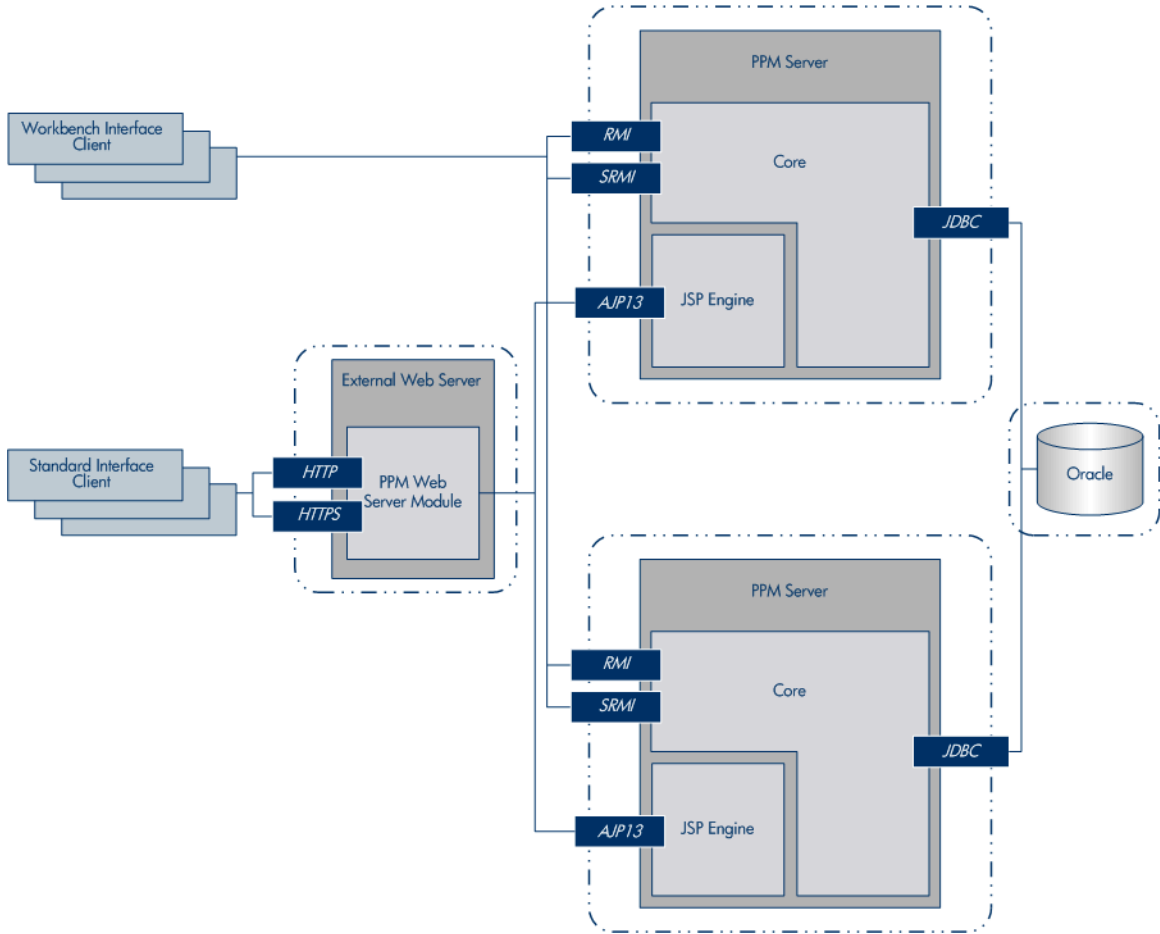 PPM Server
Workbench Interface
Client
RMI
Core
SRMI
JDBC
AJP13
JSP Engine
External Web Server
Standard Interface
Client
HTTP
PPM Web
Server Module
HTTPS
Oracle
PPM Server
RMI
Core
SRMI
JDBC
AJP13
JSP Engine